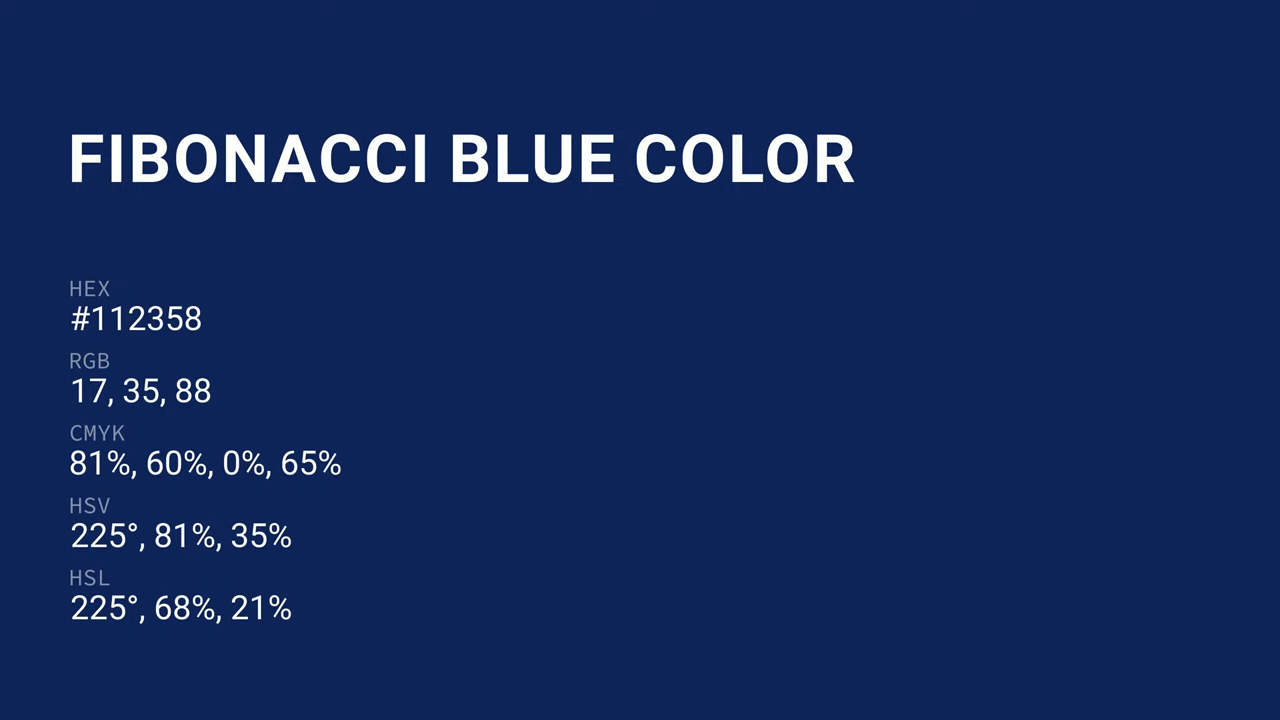 FIBONACCI BLUE COLOR
HEX
#112358
RGB
17, 35, 88
CMYK
81%, 60%, 0%, 65%
HSV
225°, 81%, 35%
HSL
225°, 68%, 21%